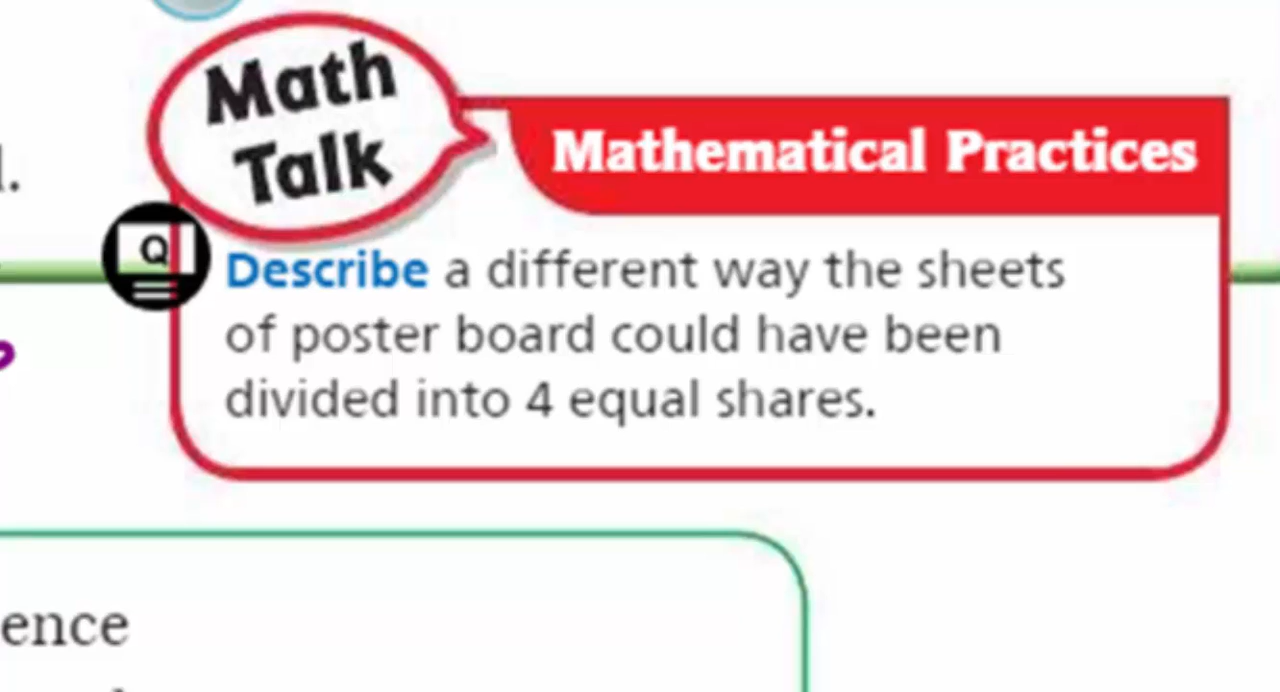 Math
Talk
Mathematical Practices
Q
Describe a different way the sheets
of poster board could have been
divided into 4 equal shares.
ence